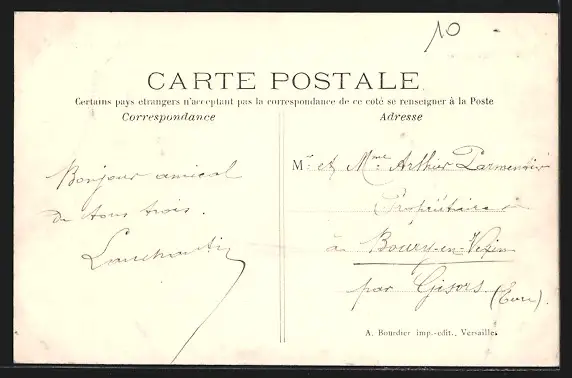 10
CARTE POSTALE
Certains pays etrangers n'acceptant pas la correspondance de ce coté se renseigner à la Poste
Correspondance
Adresse
Bonjour amical
de tous trois.
Mr et Mme Arthur Parmentier
Propriétaire
à Boury-en-Vexin
par Gisors (Eure).
A. Bourdier imp.-edit., Versailles